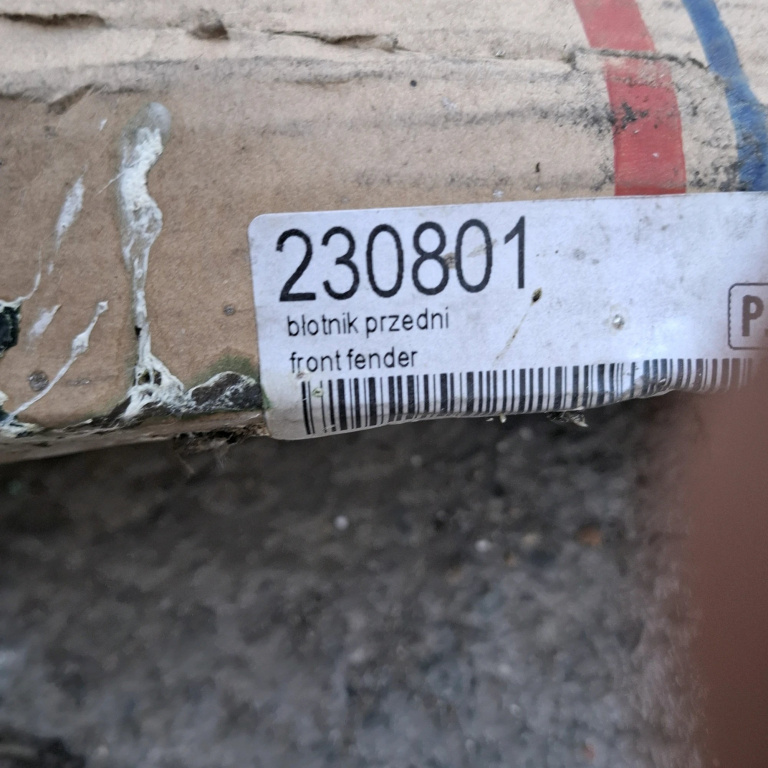 230801
błotnik przedni
front fender